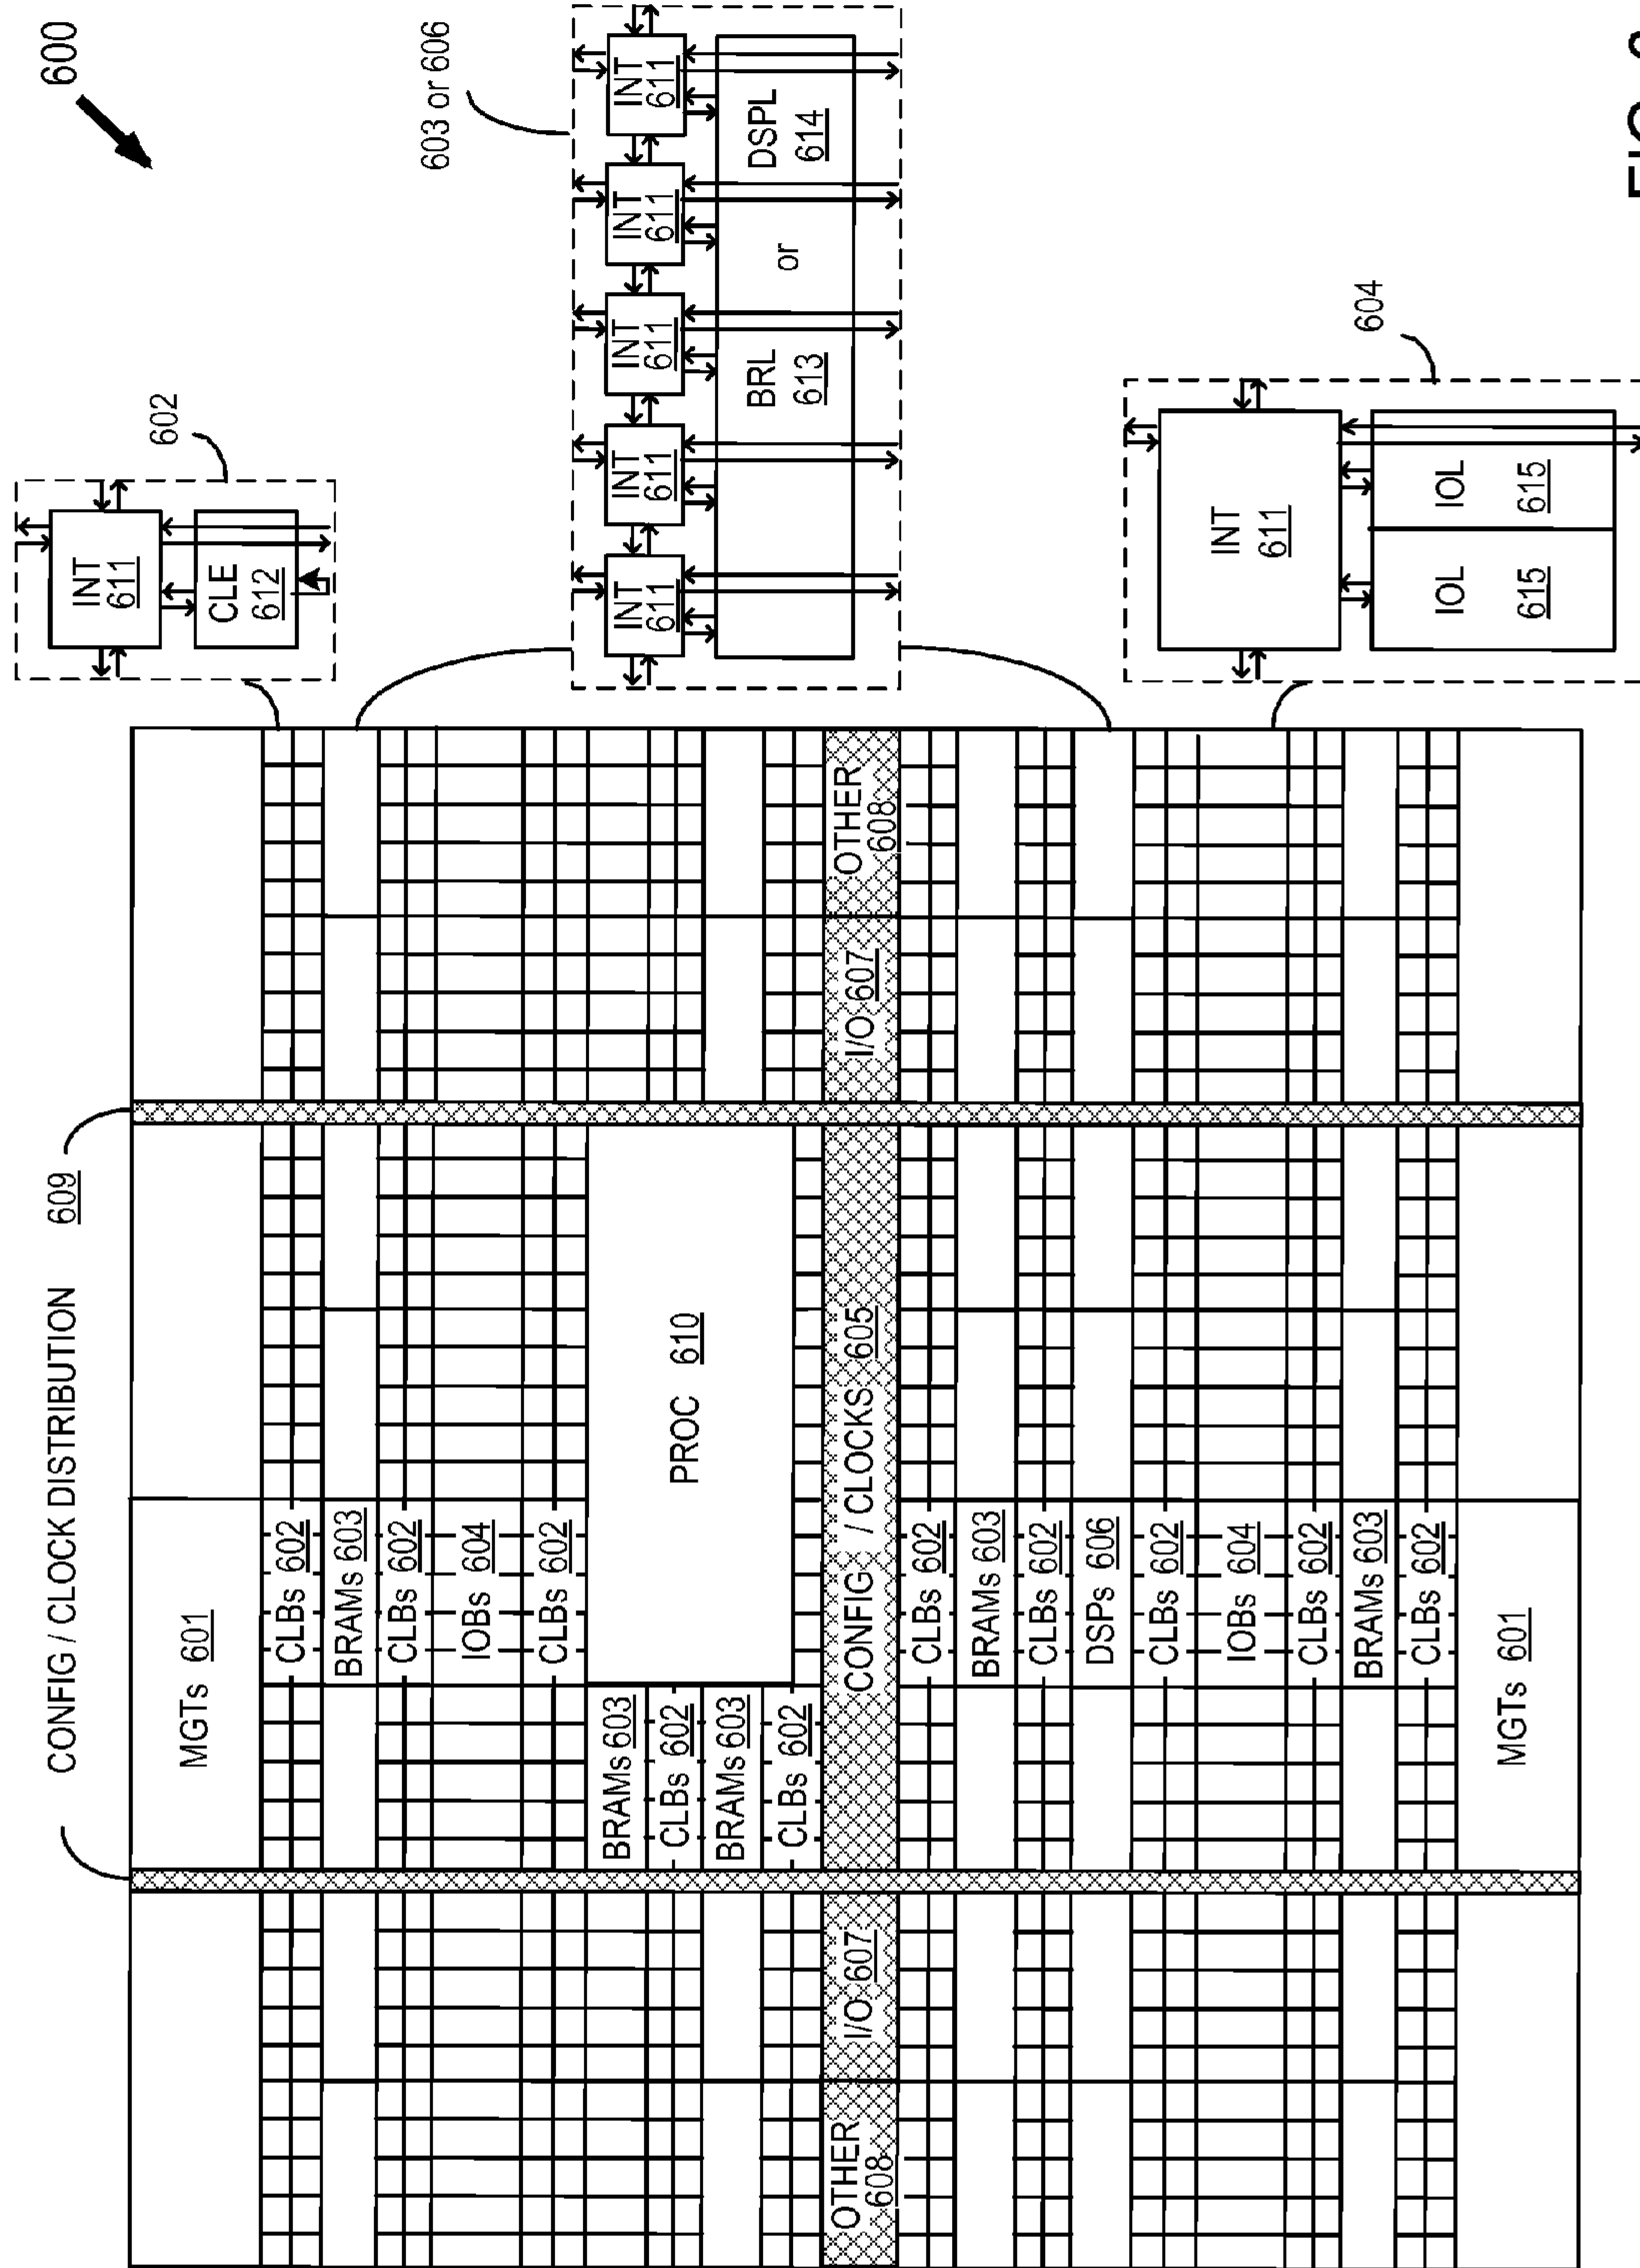 600
CONFIG / CLOCK DISTRIBUTION 609
MGTs 601
CLBs 602
BRAMs 603
CLBs 602
IOBs 604
CLBs 602
BRAMs 603
CLBs 602
BRAMs 603
CLBs 602
PROC 610
OTHER
608
I/O 607
CONFIG / CLOCKS 605
I/O 607
OTHER
608
CLBs 602
BRAMs 603
CLBs 602
DSPs 606
CLBs 602
IOBs 604
CLBs 602
BRAMs 603
CLBs 602
MGTs 601
602
INT
611
CLE
612
603 or 606
INT
611
INT
611
INT
611
INT
611
INT
611
BRL
613
or
DSPL
614
604
INT
611
IOL
615
IOL
615